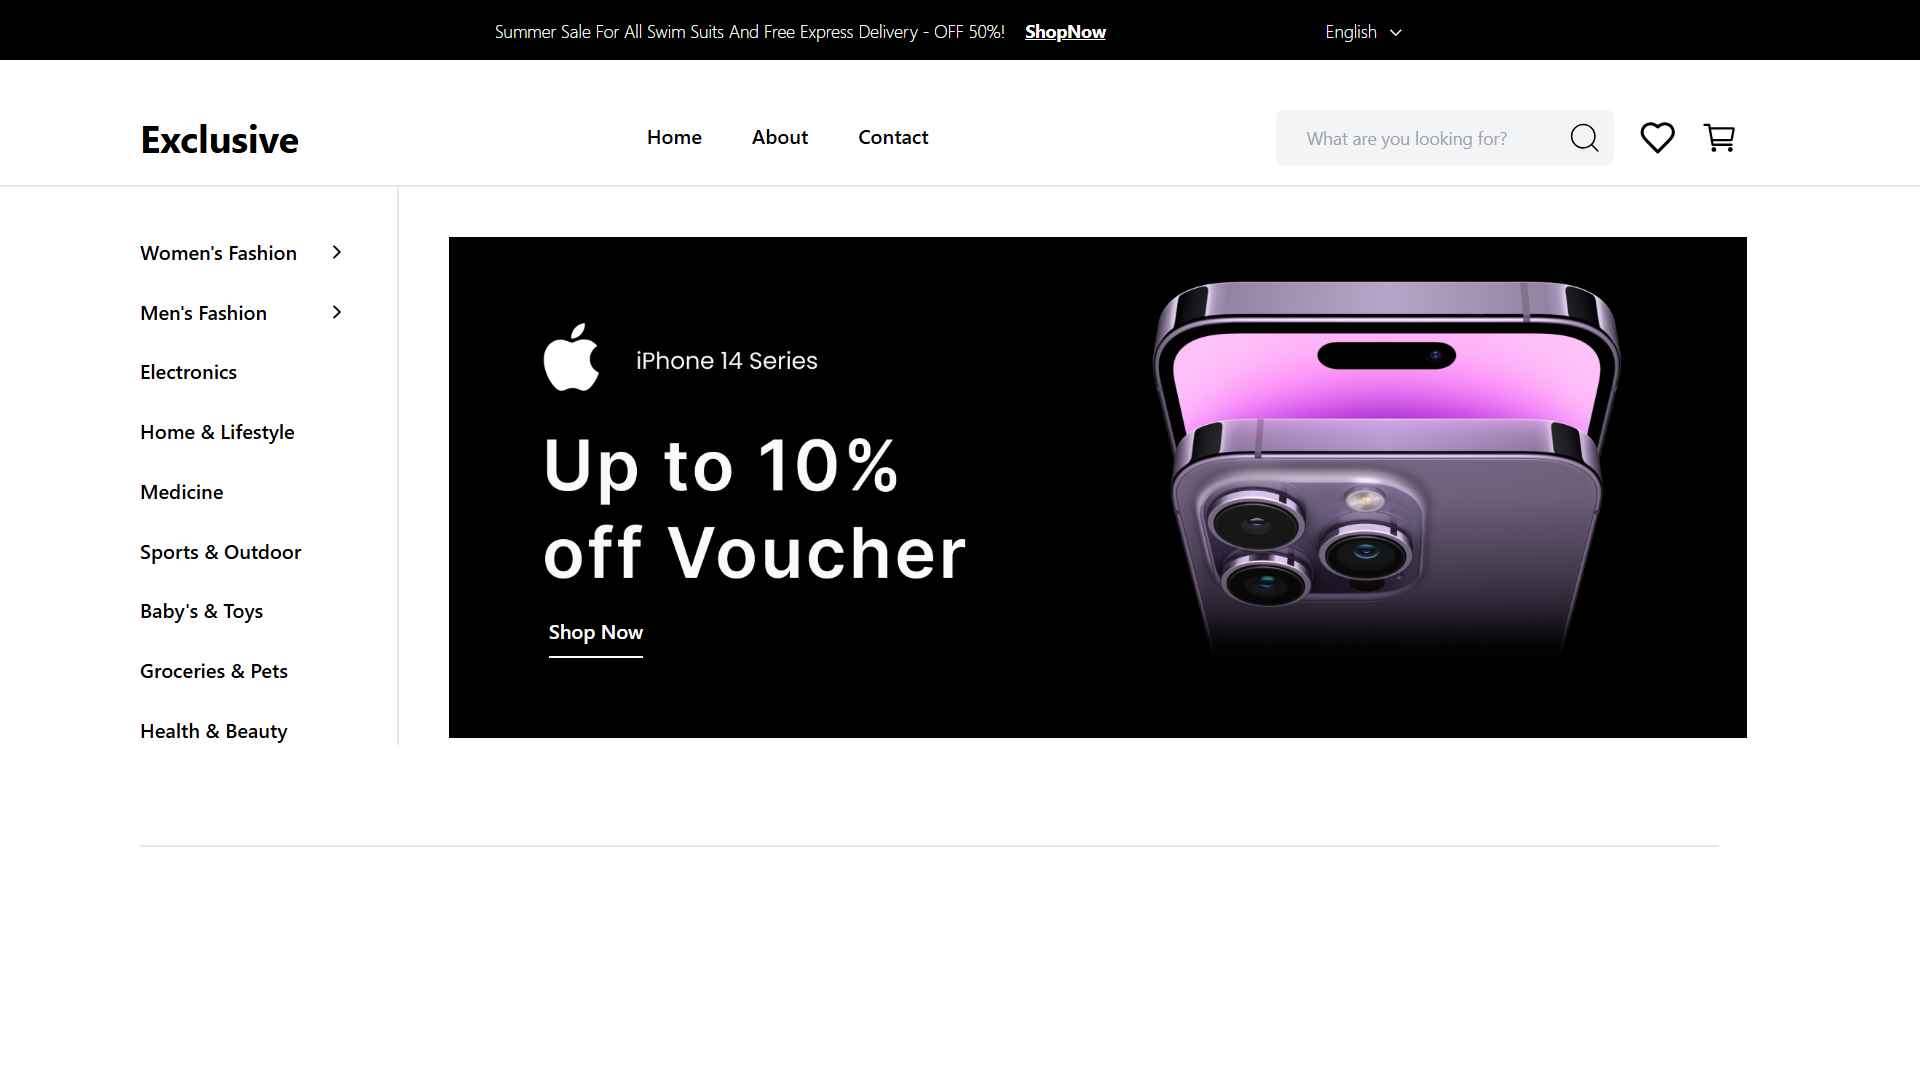 Summer Sale For All Swim Suits And Free Express Delivery - OFF 50%! ShopNow English
Exclusive
Home About Contact
What are you looking for?
Women's Fashion
Men's Fashion
Electronics
Home & Lifestyle
Medicine
Sports & Outdoor
Baby's & Toys
Groceries & Pets
Health & Beauty
iPhone 14 Series
Up to 10%
off Voucher
Shop Now